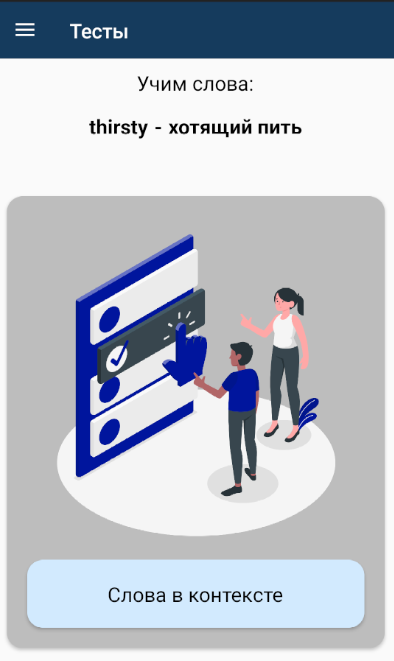 Тесты
Учим слова:
thirsty - хотящий пить
Слова в контексте